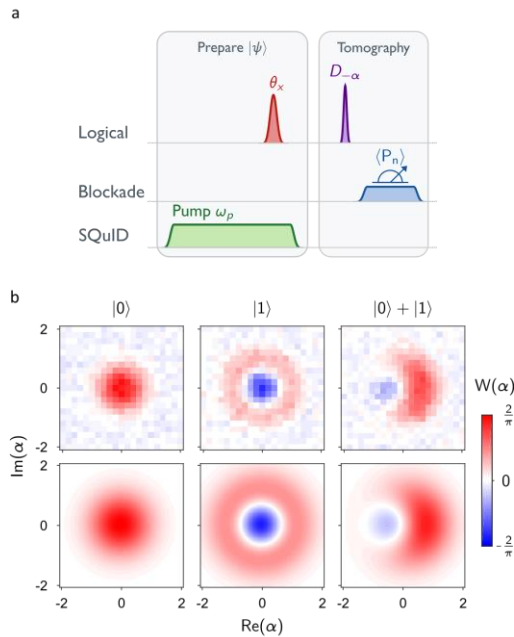 a
Prepare |ψ⟩
Tomography
θₓ
D₋α
Logical
⟨Pₙ⟩
Blockade
Pump ωₚ
SQuID
b
|0⟩
|1⟩
|0⟩ + |1⟩
2
0
-2
W(α)
2/π
0
-2/π
Im(α)
2
0
-2
-2 0 2
-2 0 2
-2 0 2
Re(α)